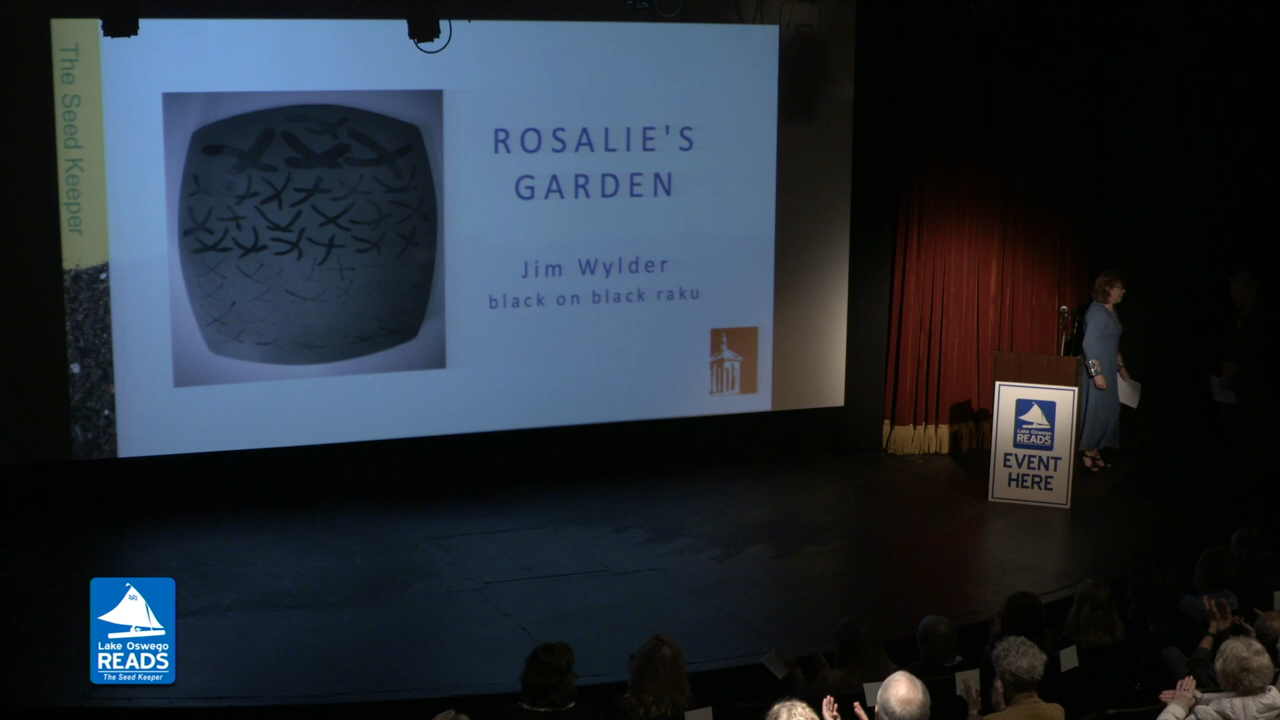 The Seed Keeper
ROSALIE'S
GARDEN
Jim Wylder
black on black raku
Lake Oswego
READS
EVENT
HERE
Lake Oswego
READS
The Seed Keeper